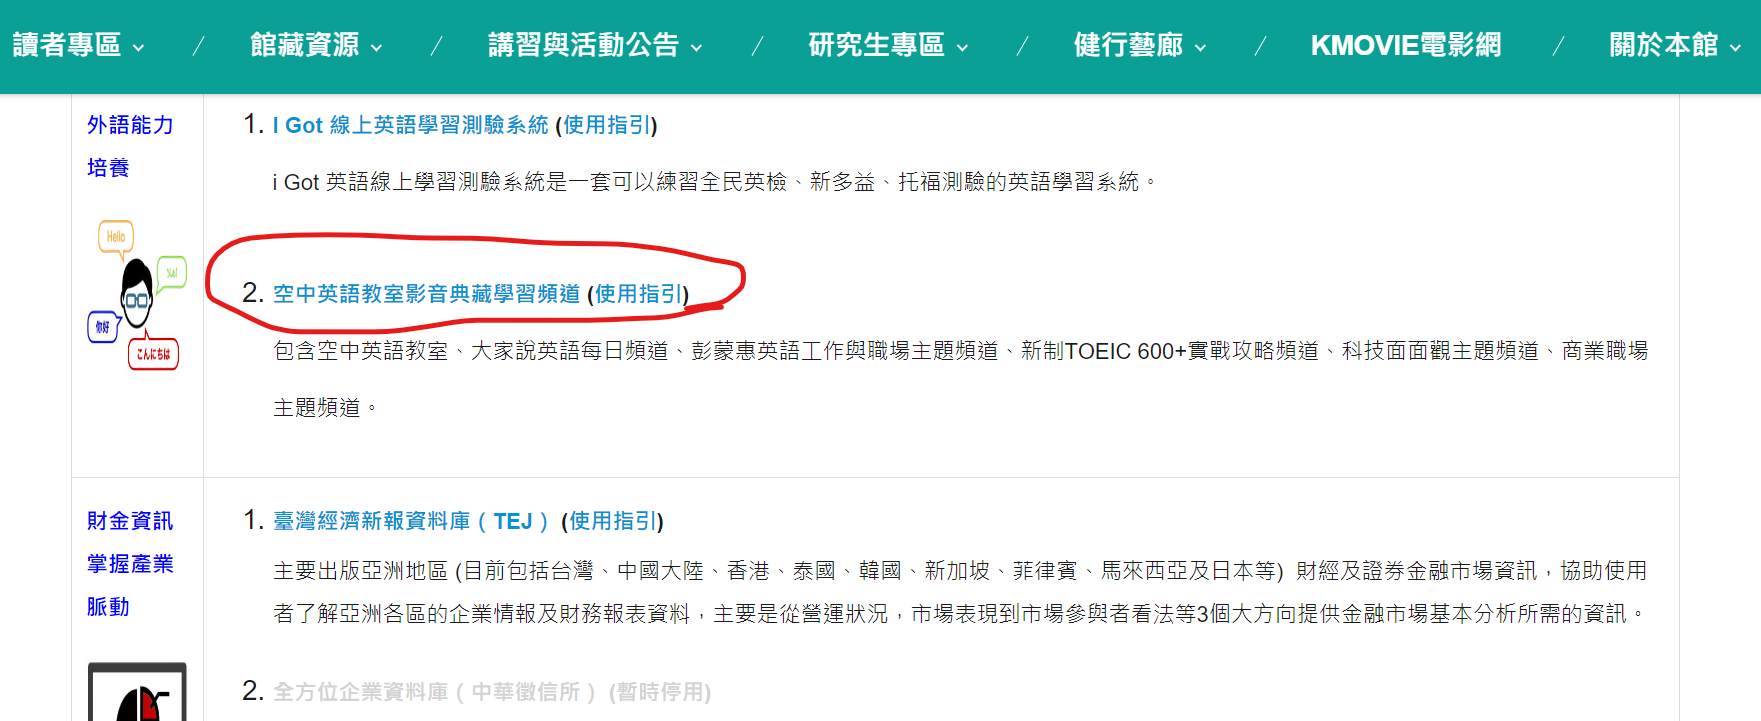 讀者專區 / 館藏資源 / 講習與活動公告 / 研究生專區 / 健行藝廊 / KMOVIE電影網 / 關於本館
外語能力
培養
Hello
你好
こんにちは
1. I Got 線上英語學習測驗系統 (使用指引)
i Got 英語線上學習測驗系統是一套可以練習全民英檢、新多益、托福測驗的英語學習系統。
2. 空中英語教室影音典藏學習頻道 (使用指引)
包含空中英語教室、大家說英語每日頻道、彭蒙惠英語工作與職場主題頻道、新制TOEIC 600+實戰攻略頻道、科技面面觀主題頻道、商業職場
主題頻道。
財金資訊
掌握產業
脈動
1. 臺灣經濟新報資料庫（TEJ） (使用指引)
主要出版亞洲地區 (目前包括台灣、中國大陸、香港、泰國、韓國、新加坡、菲律賓、馬來西亞及日本等) 財經及證券金融市場資訊，協助使用
者了解亞洲各區的企業情報及財務報表資料，主要是從營運狀況，市場表現到市場參與者看法等3個大方向提供金融市場基本分析所需的資訊。
2. 全方位企業資料庫（中華徵信所） (暫時停用)